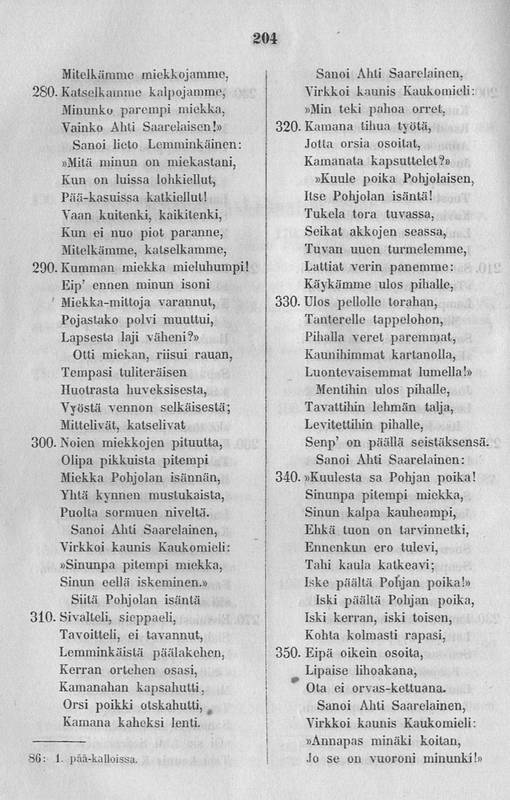 204
Mitelkämme miekkojamme,
280. Katselkamme kalpojamme,
Minunko parempi miekka,
Vainko Ahti Saarelaisen!»
Sanoi lieto Lemminkäinen:
»Mitä minun on miekastani,
Kun on luissa lohkiellut,
Pää-kasuissa katkiellut!
Vaan kuitenki, kaikitenki,
Kun ei nuo piot paranne,
Mitelkämme, katselkamme,
290. Kumman miekka mieluhumpi!
Eip' ennen minun isoni
Miekka-mittoja varannut,
Pojastako polvi muuttui,
Lapsesta laji väheni?»
Otti miekan, riisui rauan,
Tempasi tuliteräisen
Huotrasta huveksisesta,
Vyöstä vennon selkäisestä;
Mittelivät, katselivat
300. Noien miekkojen pituutta,
Olipa pikkuista pitempi
Miekka Pohjolan isännän,
Yhtä kynnen mustukaista,
Puolta sormuen niveltä.
Sanoi Ahti Saarelainen,
Virkkoi kaunis Kaukomieli:
»Sinunpa pitempi miekka,
Sinun eellä iskeminen.»
Siitä Pohjolan isäntä
310. Sivalteli, sieppaeli,
Tavoitteli, ei tavannut,
Lemminkäistä päälakehen,
Kerran ortehen osasi,
Kamanahan kapsahutti,
Orsi poikki otskahutti,
Kamana kaheksi lenti.
86: 1. pää-kalloissa.
Sanoi Ahti Saarelainen,
Virkkoi kaunis Kaukomieli:
»Min teki pahoa orret,
320. Kamana tihua työtä,
Jotta orsia osoitat,
Kamanata kapsuttelet?»
»Kuule poika Pohjolaisen,
Itse Pohjolan isäntä!
Tukela tora tuvassa,
Seikat akkojen seassa,
Tuvan uuen turmelemme,
Lattiat verin panemme:
Käykämme ulos pihalle,
330. Ulos pellolle torahan,
Tanterelle tappelohon,
Pihalla veret paremmat,
Kaunihimmat kartanolla,
Luontevaisemmat lumella!»
Mentihin ulos pihalle,
Tavattihin lehmän talja,
Levitettihin pihalle,
Senp' on päällä seistäksensä.
Sanoi Ahti Saarelainen:
340. »Kuulesta sa Pohjan poika!
Sinunpa pitempi miekka,
Sinun kalpa kauheampi,
Ehkä tuon on tarvinnetki,
Ennenkun ero tulevi,
Tahi kaula katkeavi;
Iske päältä Pohjan poika!»
Iski päältä Pohjan poika,
Iski kerran, iski toisen,
Kohta kolmasti rapasi,
350. Eipä oikein osoita,
Lipaise lihoakana,
Ota ei orvas-kettuana.
Sanoi Ahti Saarelainen,
Virkkoi kaunis Kaukomieli:
»Annapas minäki koitan,
Jo se on vuoroni minunki!»